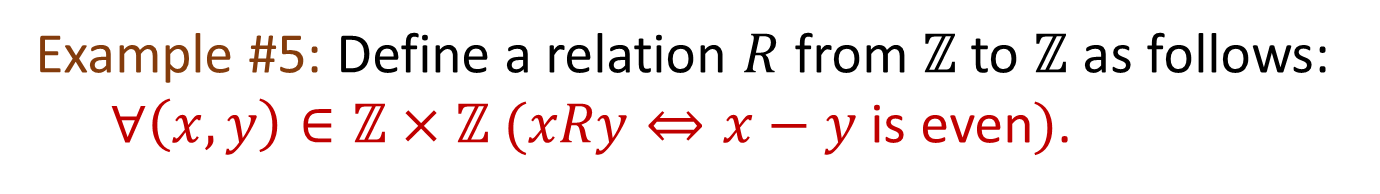 Example #5: Define a relation 𝑅 from ℤ to ℤ as follows:
∀(𝑥, 𝑦) ∈ ℤ × ℤ (𝑥𝑅𝑦 ⇔ 𝑥 − 𝑦 is even).